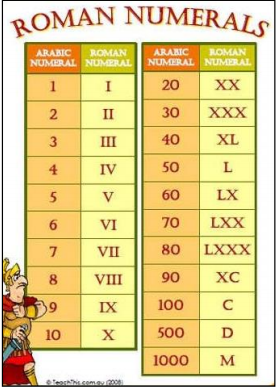 ROMAN NUMERALS
ARABIC NUMERAL ROMAN NUMERAL
1 I
2 II
3 III
4 IV
5 V
6 VI
7 VII
8 VIII
9 IX
10 X
ARABIC NUMERAL ROMAN NUMERAL
20 XX
30 XXX
40 XL
50 L
60 LX
70 LXX
80 LXXX
90 XC
100 C
500 D
1000 M
© TeachThis.com.au (2008)